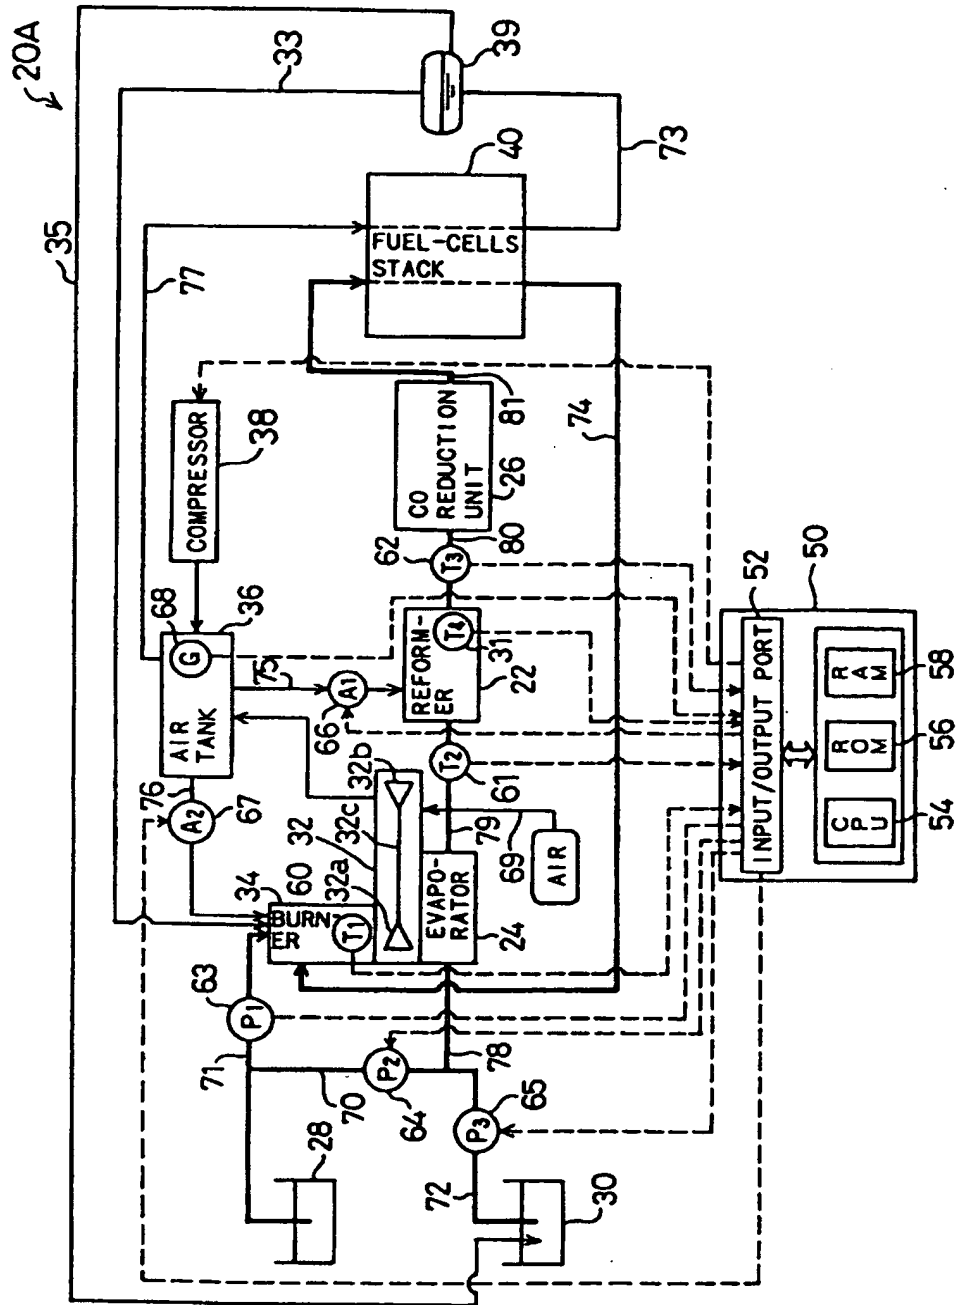 20A
35
33
39
77
40
FUEL-CELLS
STACK
73
COMPRESSOR
38
81
74
CO
REDUCTION
UNIT
26
68
G
36
AIR
TANK
75
76
A2
67
A1
66
62
T3
80
REFORM-
ER
T4
31
22
T2
61
79
34
BURN-
ER
60
T1
32
32a
32b
32c
EVAPO-
RATOR
24
69
AIR
63
P1
71
70
P2
64
78
65
P3
72
28
30
50
52
INPUT/OUTPUT PORT
CPU
54
ROM
56
RAM
58